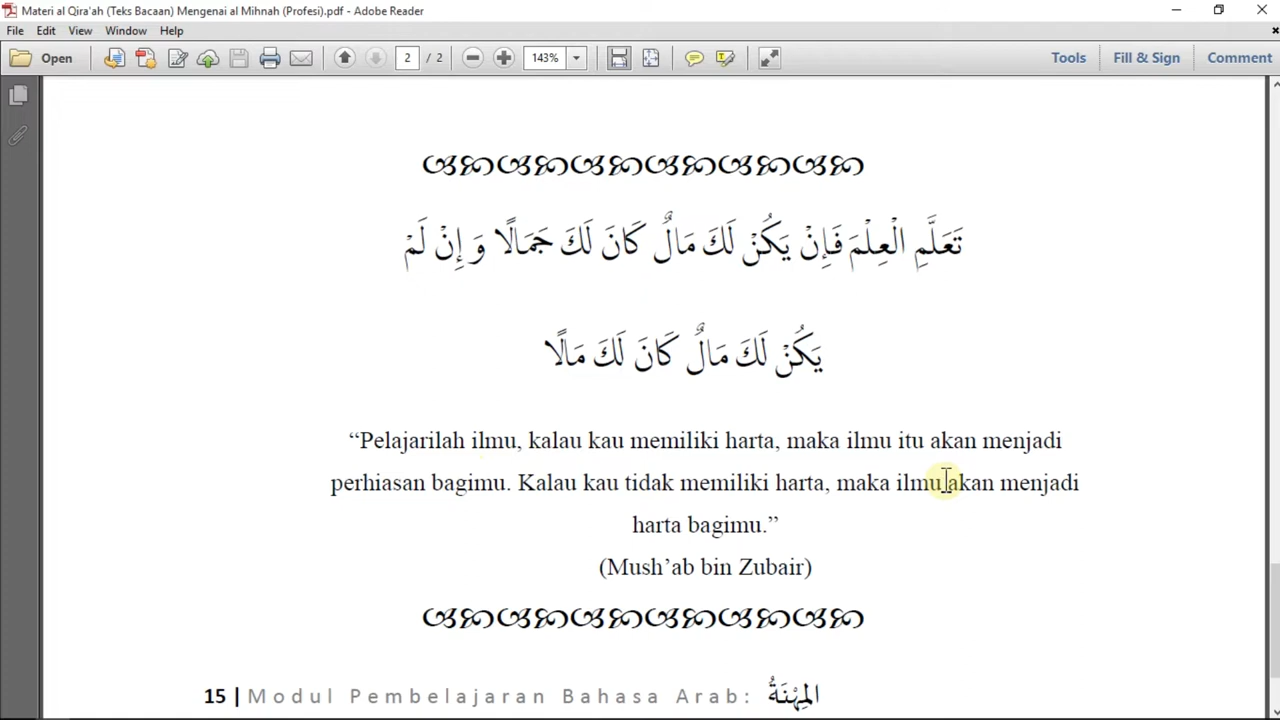 Materi al Qira'ah (Teks Bacaan) Mengenai al Mihnah (Profesi).pdf - Adobe Reader
File Edit View Window Help
Open 2 / 2 143% Tools Fill & Sign Comment
تَعَلَّمِ الْعِلْمَ فَإِنْ يَكُنْ لَكَ مَالٌ كَانَ لَكَ جَمَالًا وَ إِنْ لَمْ
يَكُنْ لَكَ مَالٌ كَانَ لَكَ مَالًا
“Pelajarilah ilmu, kalau kau memiliki harta, maka ilmu itu akan menjadi
perhiasan bagimu. Kalau kau tidak memiliki harta, maka ilmu akan menjadi
harta bagimu.”
(Mush’ab bin Zubair)
15 | Modul Pembelajaran Bahasa Arab: المِهْنَةُ